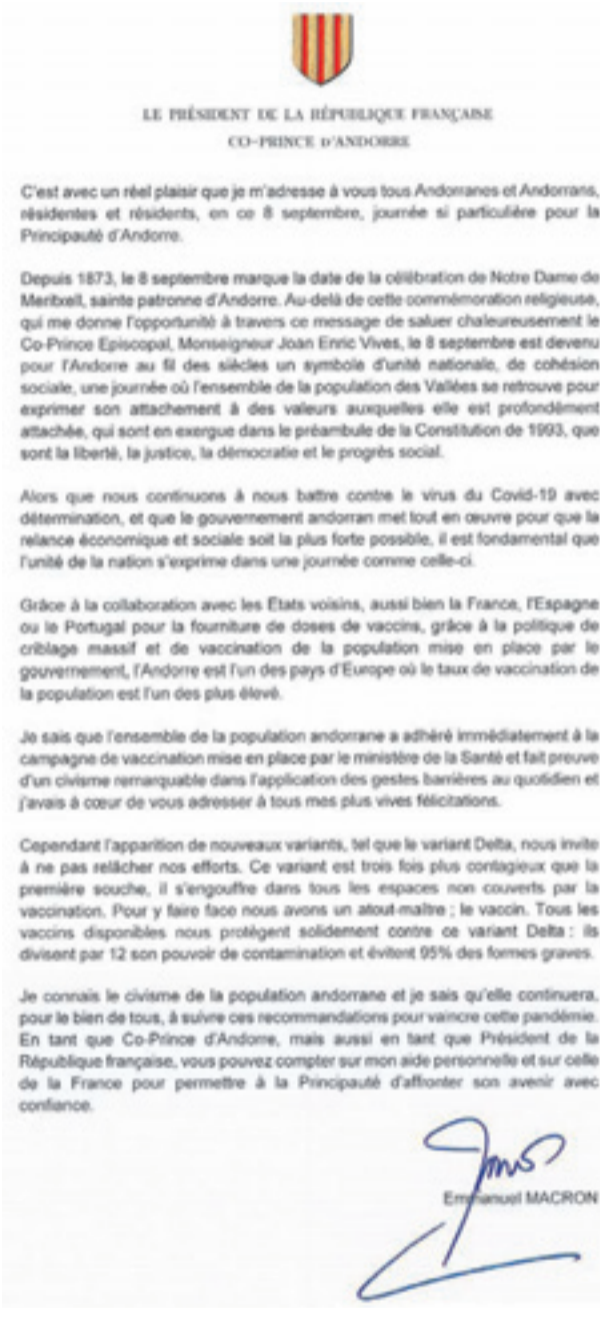 LE PRÉSIDENT DE LA RÉPUBLIQUE FRANÇAISE
CO-PRINCE D'ANDORRE
C'est avec un réel plaisir que je m'adresse à vous tous Andorranes et Andorrans,
résidentes et résidents, en ce 8 septembre, journée si particulière pour la
Principauté d'Andorre.
Depuis 1873, le 8 septembre marque la date de la célébration de Notre Dame de
Meritxell, sainte patronne d'Andorre. Au-delà de cette commémoration religieuse,
qui me donne l'opportunité à travers ce message de saluer chaleureusement le
Co-Prince Episcopal, Monseigneur Joan Enric Vives, le 8 septembre est devenu
pour l'Andorre au fil des siècles un symbole d'unité nationale, de cohésion
sociale, une journée où l'ensemble de la population des Vallées se retrouve pour
exprimer son attachement à des valeurs auxquelles elle est profondément
attachée, qui sont en exergue dans le préambule de la Constitution de 1993, que
sont la liberté, la justice, la démocratie et le progrès social.
Alors que nous continuons à nous battre contre le virus du Covid-19 avec
détermination, et que le gouvernement andorran met tout en œuvre pour que la
relance économique et sociale soit la plus forte possible, il est fondamental que
l'unité de la nation s'exprime dans une journée comme celle-ci.
Grâce à la collaboration avec les Etats voisins, aussi bien la France, l'Espagne
ou le Portugal pour la fourniture de doses de vaccins, grâce à la politique de
criblage massif et de vaccination de la population mise en place par le
gouvernement, l'Andorre est l'un des pays d'Europe où le taux de vaccination de
la population est l'un des plus élevé.
Je sais que l'ensemble de la population andorrane a adhéré immédiatement à la
campagne de vaccination mise en place par le ministère de la Santé et fait preuve
d'un civisme remarquable dans l'application des gestes barrières au quotidien et
j'avais à cœur de vous adresser à tous mes plus vives félicitations.
Cependant l'apparition de nouveaux variants, tel que le variant Delta, nous invite
à ne pas relâcher nos efforts. Ce variant est trois fois plus contagieux que la
première souche, il s'engouffre dans tous les espaces non couverts par la
vaccination. Pour y faire face nous avons un atout-maître ; le vaccin. Tous les
vaccins disponibles nous protègent solidement contre ce variant Delta : ils
divisent par 12 son pouvoir de contamination et évitent 95% des formes graves.
Je connais le civisme de la population andorrane et je sais qu'elle continuera,
pour le bien de tous, à suivre ces recommandations pour vaincre cette pandémie.
En tant que Co-Prince d'Andorre, mais aussi en tant que Président de la
République française, vous pouvez compter sur mon aide personnelle et sur celle
de la France pour permettre à la Principauté d'affronter son avenir avec
confiance.
Emmanuel MACRON